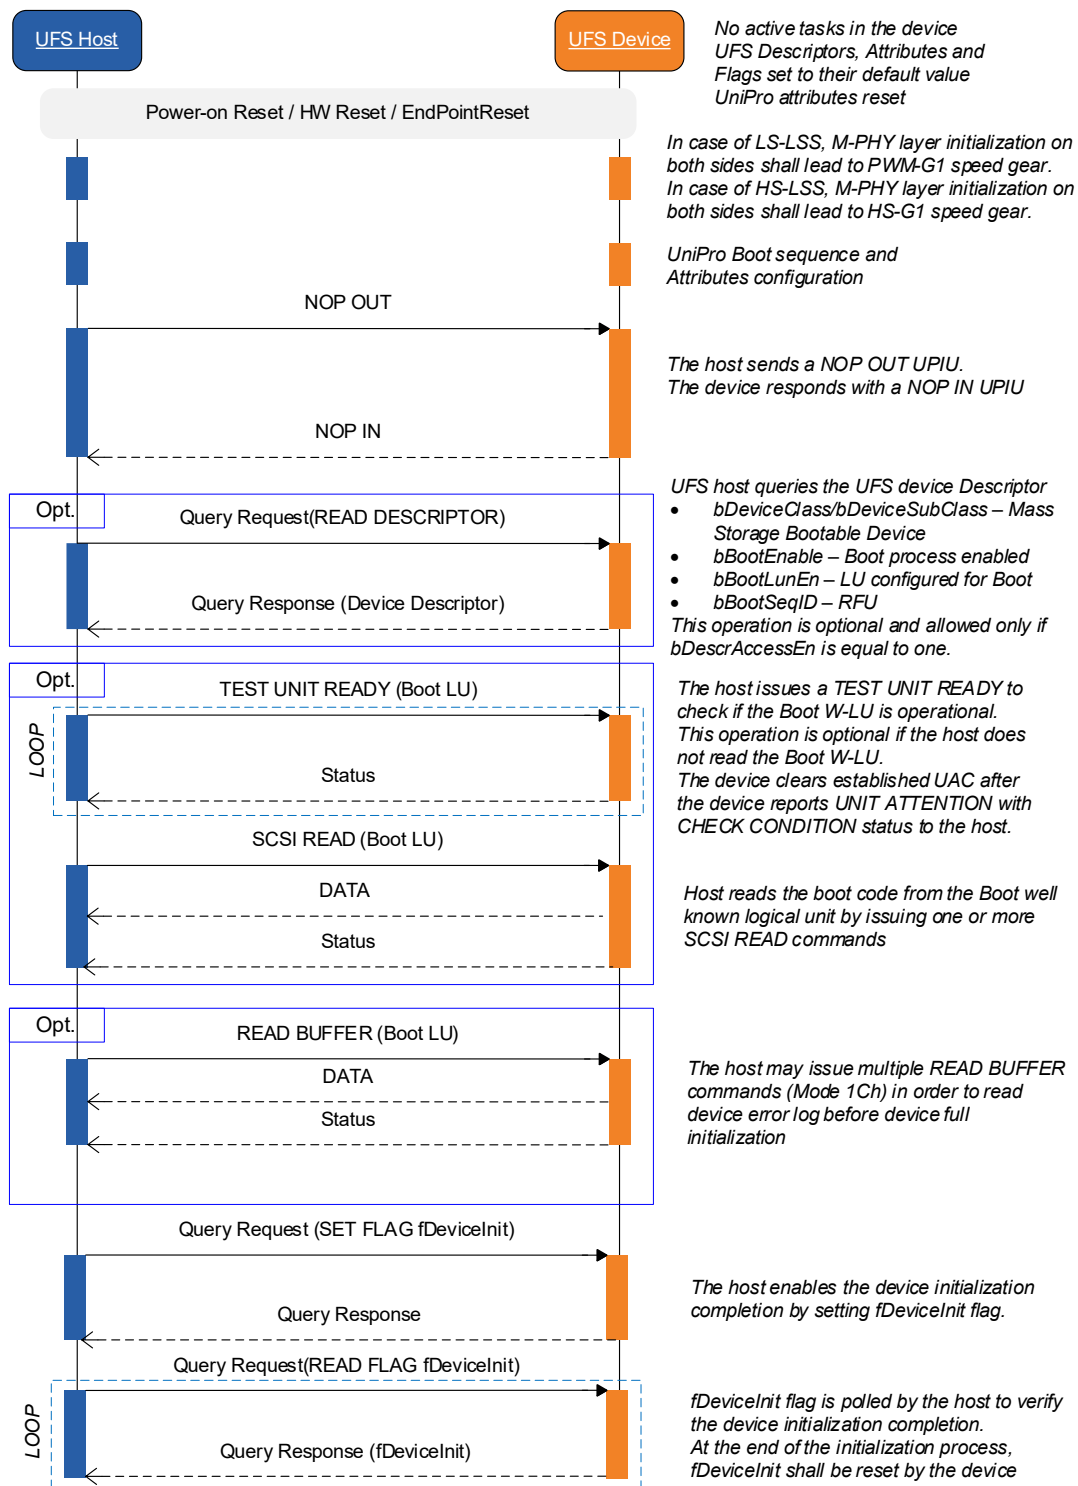 UFS Host
UFS Device
No active tasks in the device
UFS Descriptors, Attributes and
Flags set to their default value
UniPro attributes reset
Power-on Reset / HW Reset / EndPointReset
In case of LS-LSS, M-PHY layer initialization on
both sides shall lead to PWM-G1 speed gear.
In case of HS-LSS, M-PHY layer initialization on
both sides shall lead to HS-G1 speed gear.
UniPro Boot sequence and
Attributes configuration
NOP OUT
The host sends a NOP OUT UPIU.
The device responds with a NOP IN UPIU
NOP IN
Opt.
Query Request(READ DESCRIPTOR)
Query Response (Device Descriptor)
UFS host queries the UFS device Descriptor
• bDeviceClass/bDeviceSubClass – Mass
Storage Bootable Device
• bBootEnable – Boot process enabled
• bBootLunEn – LU configured for Boot
• bBootSeqID – RFU
This operation is optional and allowed only if
bDescrAccessEn is equal to one.
Opt.
TEST UNIT READY (Boot LU)
LOOP
Status
The host issues a TEST UNIT READY to
check if the Boot W-LU is operational.
This operation is optional if the host does
not read the Boot W-LU.
The device clears established UAC after
the device reports UNIT ATTENTION with
CHECK CONDITION status to the host.
SCSI READ (Boot LU)
DATA
Status
Host reads the boot code from the Boot well
known logical unit by issuing one or more
SCSI READ commands
Opt.
READ BUFFER (Boot LU)
DATA
Status
The host may issue multiple READ BUFFER
commands (Mode 1Ch) in order to read
device error log before device full
initialization
Query Request (SET FLAG fDeviceInit)
Query Response
The host enables the device initialization
completion by setting fDeviceInit flag.
Query Request(READ FLAG fDeviceInit)
LOOP
Query Response (fDeviceInit)
fDeviceInit flag is polled by the host to verify
the device initialization completion.
At the end of the initialization process,
fDeviceInit shall be reset by the device